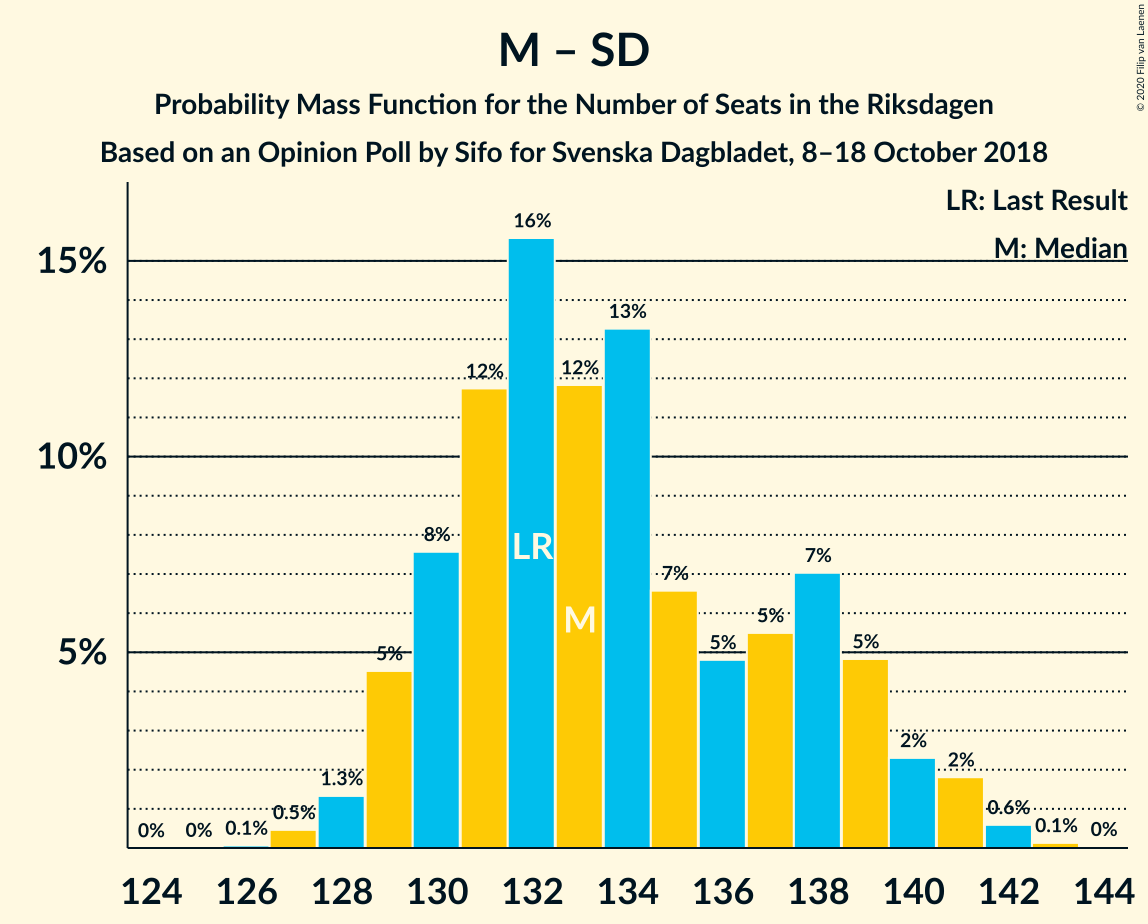 M – SD
Probability Mass Function for the Number of Seats in the Riksdagen
Based on an Opinion Poll by Sifo for Svenska Dagbladet, 8–18 October 2018
© 2020 Filip van Laenen
LR: Last Result
M: Median
15%
10%
5%
0%
0%
0.1%
0.5%
1.3%
5%
8%
12%
16%
12%
13%
7%
5%
5%
7%
5%
2%
2%
0.6%
0.1%
0%
LR
M
124 126 128 130 132 134 136 138 140 142 144